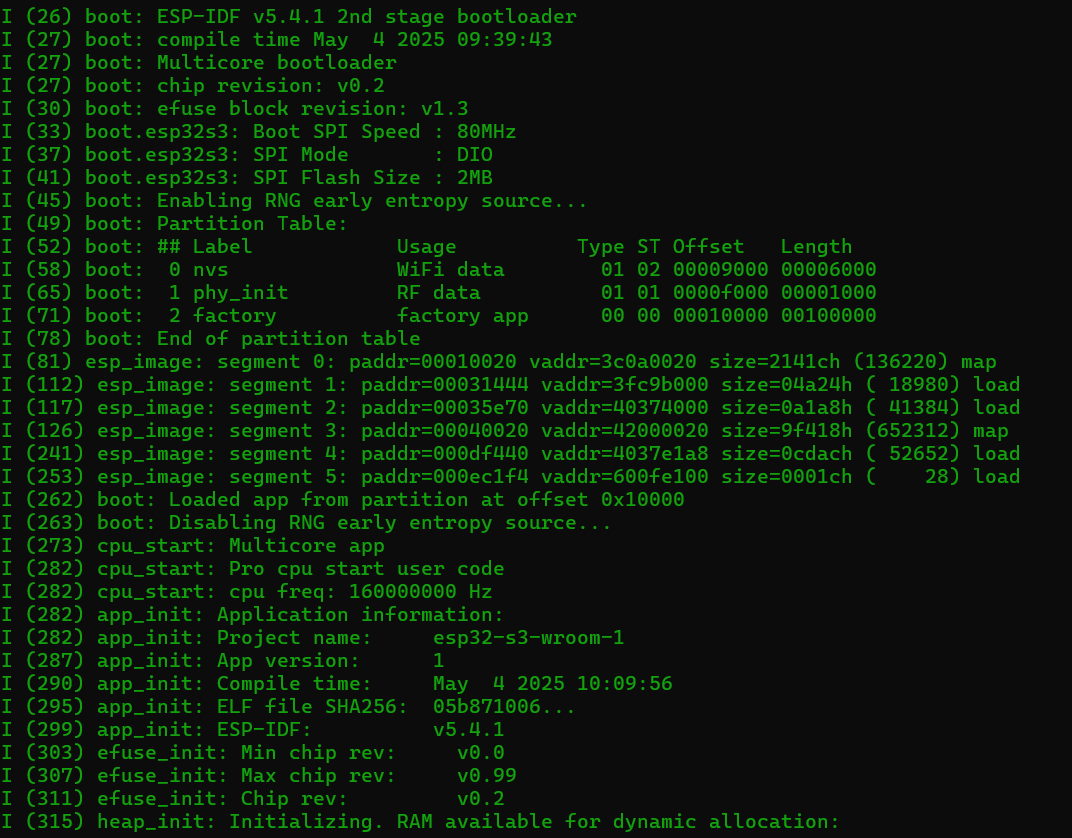 I (26) boot: ESP-IDF v5.4.1 2nd stage bootloader
I (27) boot: compile time May  4 2025 09:39:43
I (27) boot: Multicore bootloader
I (27) boot: chip revision: v0.2
I (30) boot: efuse block revision: v1.3
I (33) boot.esp32s3: Boot SPI Speed : 80MHz
I (37) boot.esp32s3: SPI Mode       : DIO
I (41) boot.esp32s3: SPI Flash Size : 2MB
I (45) boot: Enabling RNG early entropy source...
I (49) boot: Partition Table:
I (52) boot: ## Label            Usage          Type ST Offset   Length
I (58) boot:  0 nvs              WiFi data        01 02 00009000 00006000
I (65) boot:  1 phy_init         RF data          01 01 0000f000 00001000
I (71) boot:  2 factory          factory app      00 00 00010000 00100000
I (78) boot: End of partition table
I (81) esp_image: segment 0: paddr=00010020 vaddr=3c0a0020 size=2141ch (136220) map
I (112) esp_image: segment 1: paddr=00031444 vaddr=3fc9b000 size=04a24h ( 18980) load
I (117) esp_image: segment 2: paddr=00035e70 vaddr=40374000 size=0a1a8h ( 41384) load
I (126) esp_image: segment 3: paddr=00040020 vaddr=42000020 size=9f418h (652312) map
I (241) esp_image: segment 4: paddr=000df440 vaddr=4037e1a8 size=0cdach ( 52652) load
I (253) esp_image: segment 5: paddr=000ec1f4 vaddr=600fe100 size=0001ch (    28) load
I (262) boot: Loaded app from partition at offset 0x10000
I (263) boot: Disabling RNG early entropy source...
I (273) cpu_start: Multicore app
I (282) cpu_start: Pro cpu start user code
I (282) cpu_start: cpu freq: 160000000 Hz
I (282) app_init: Application information:
I (282) app_init: Project name:     esp32-s3-wroom-1
I (287) app_init: App version:      1
I (290) app_init: Compile time:     May  4 2025 10:09:56
I (295) app_init: ELF file SHA256:  05b871006...
I (299) app_init: ESP-IDF:          v5.4.1
I (303) efuse_init: Min chip rev:     v0.0
I (307) efuse_init: Max chip rev:     v0.99
I (311) efuse_init: Chip rev:         v0.2
I (315) heap_init: Initializing. RAM available for dynamic allocation: